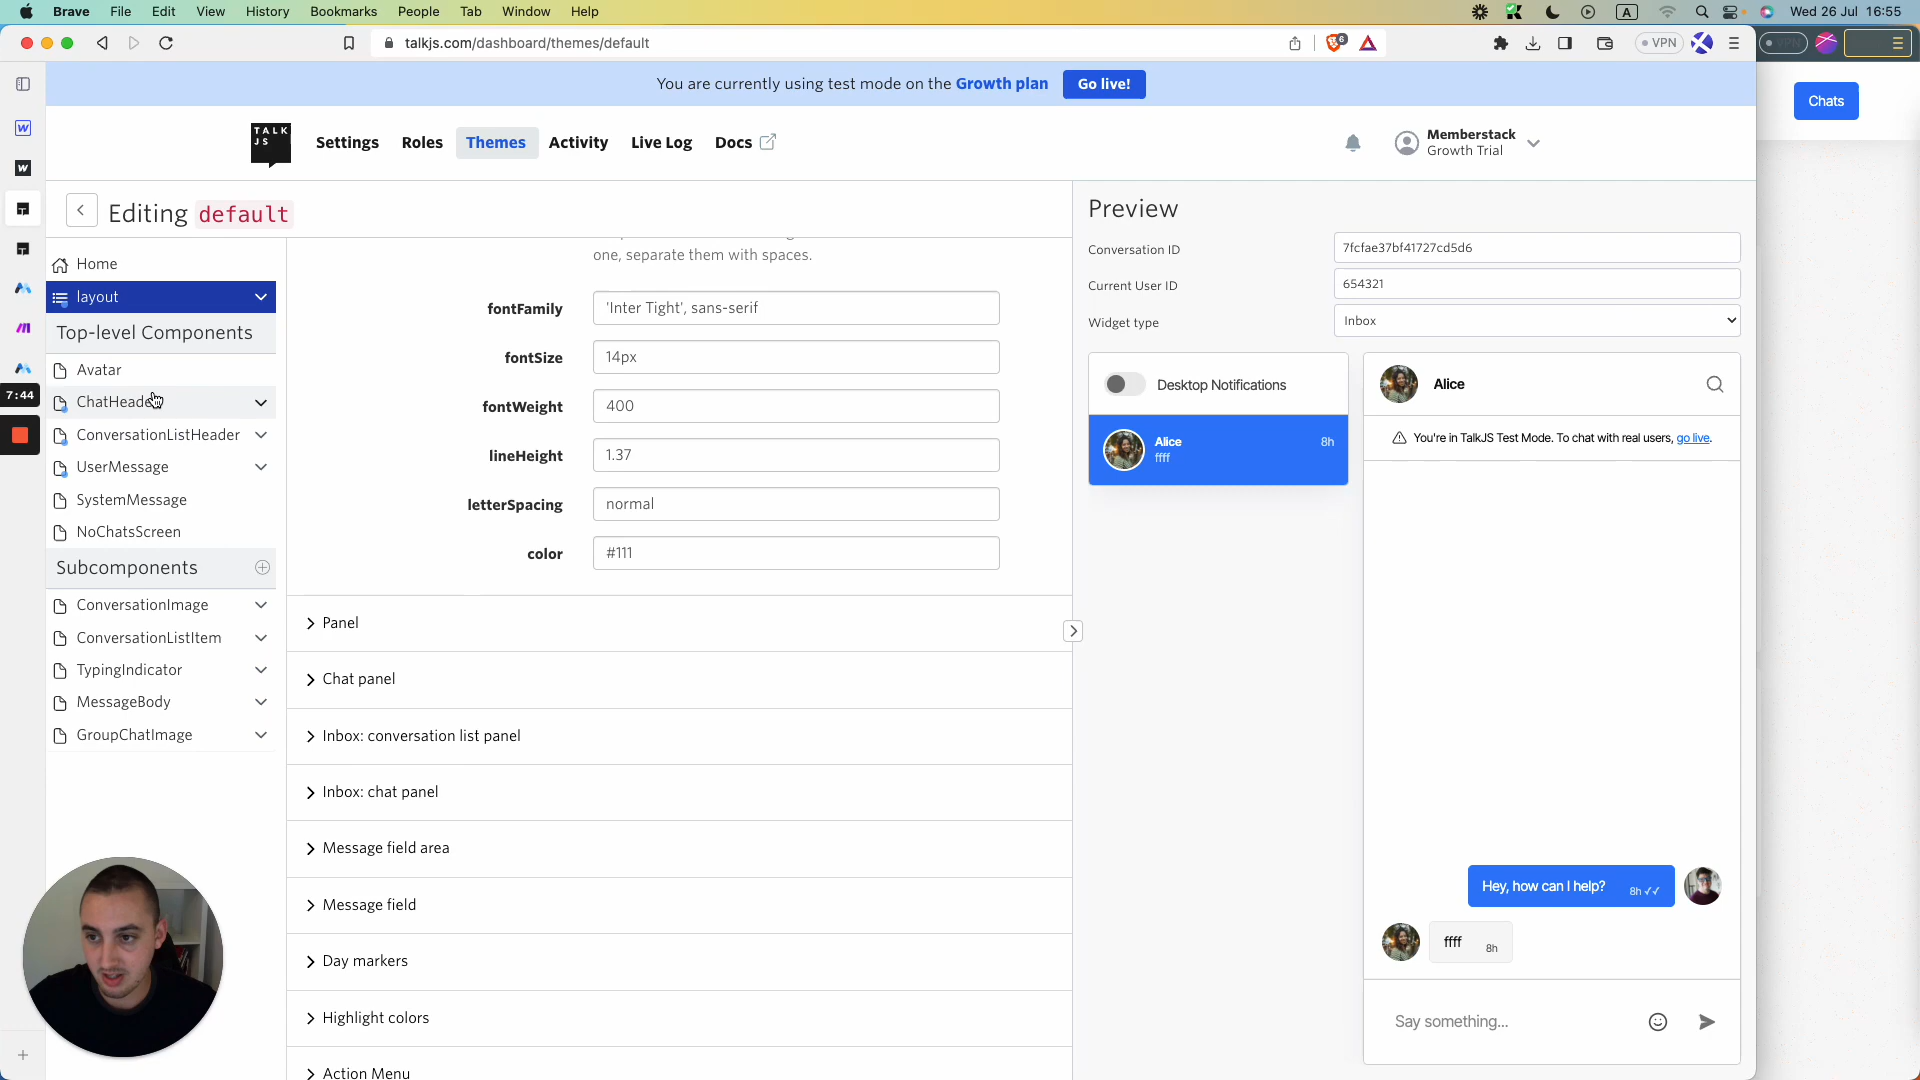 Brave File Edit View History Bookmarks People Tab Window Help
A Wed 26 Jul 16:55
talkjs.com/dashboard/themes/default
6
VPN
You are currently using test mode on the Growth plan Go live!
Chats
TALK
JS
Settings Roles Themes Activity Live Log Docs
Memberstack
Growth Trial
Editing default
Home
layout
Top-level Components
Avatar
ChatHeader
ConversationListHeader
UserMessage
SystemMessage
NoChatsScreen
Subcomponents
ConversationImage
ConversationListItem
TypingIndicator
MessageBody
GroupChatImage
7:44
one, separate them with spaces.
fontFamily 'Inter Tight', sans-serif
fontSize 14px
fontWeight 400
lineHeight 1.37
letterSpacing normal
color #111
Panel
Chat panel
Inbox: conversation list panel
Inbox: chat panel
Message field area
Message field
Day markers
Highlight colors
Action Menu
Preview
Conversation ID 7fcfae37bf41727cd5d6
Current User ID 654321
Widget type Inbox
Desktop Notifications
Alice 8h
ffff
Alice
You're in TalkJS Test Mode. To chat with real users, go live.
Hey, how can I help? 8h
ffff 8h
Say something...